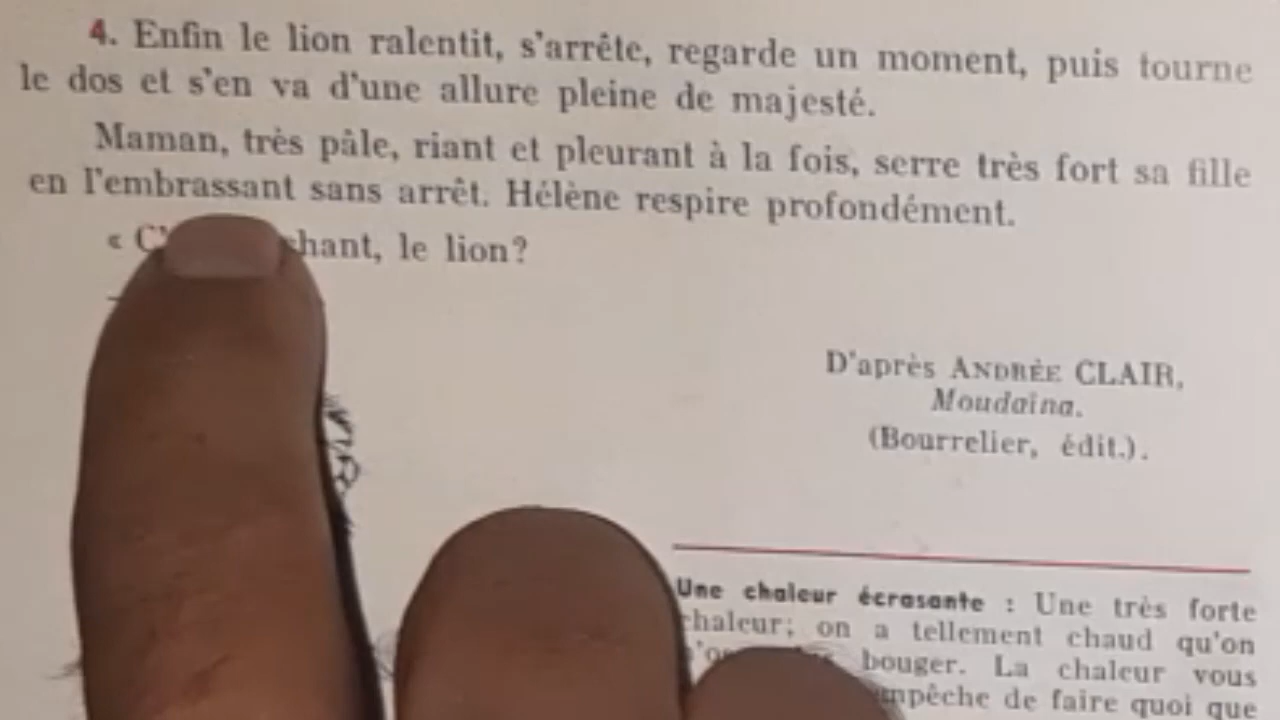 4. Enfin le lion ralentit, s'arrête, regarde un moment, puis tourne
le dos et s'en va d'une allure pleine de majesté.
Maman, très pâle, riant et pleurant à la fois, serre très fort sa fille
en l'embrassant sans arrêt. Hélène respire profondément.
« le lion?
D'après ANDRÉE CLAIR,
Moudaïna.
(Bourrelier, édit.).
Une chaleur écrasante : Une très forte
chaleur; on a tellement chaud qu'on
bouger. La chaleur vous
de faire quoi que